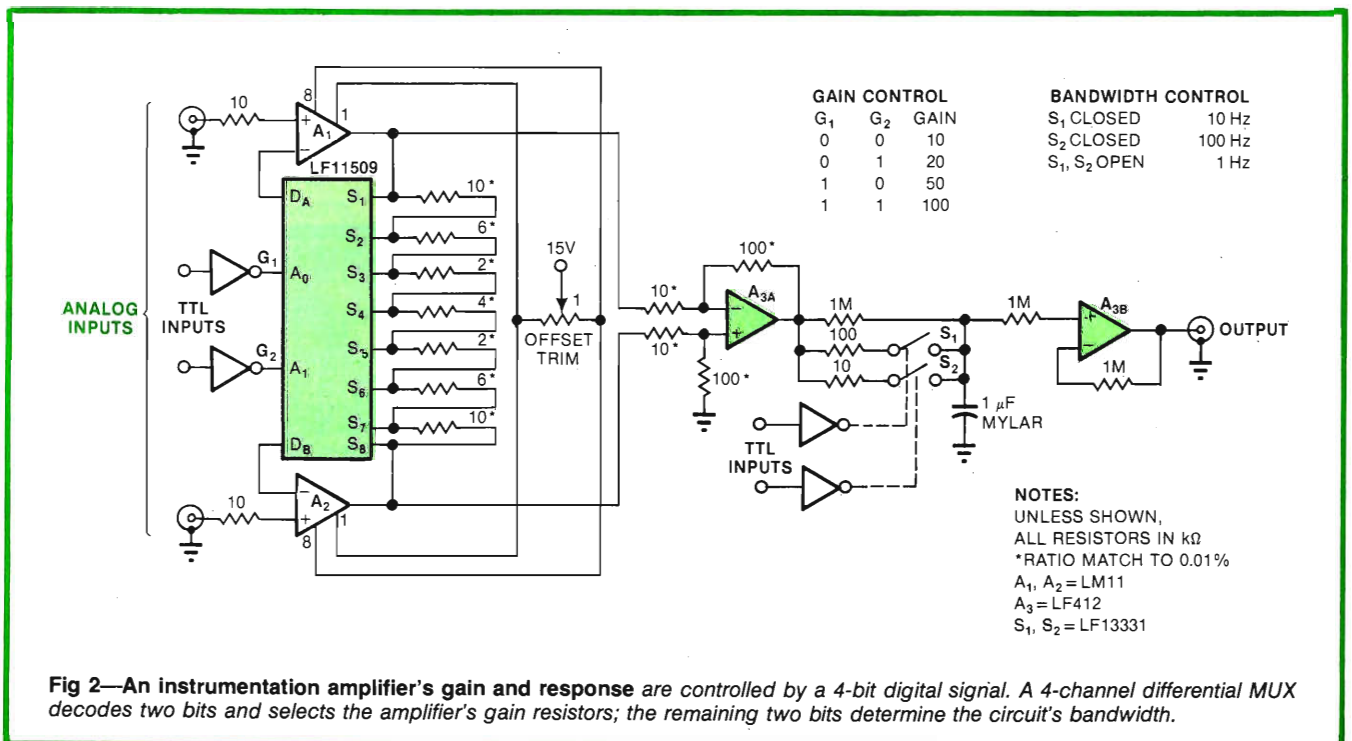 GAIN CONTROL
G1 G2 GAIN
0 0 10
0 1 20
1 0 50
1 1 100
BANDWIDTH CONTROL
S1 CLOSED 10 Hz
S2 CLOSED 100 Hz
S1, S2 OPEN 1 Hz
ANALOG
INPUTS
10
8
1
+
A1
−
LF11509
DA S1 10*
S2 6*
G1
A0 S3 2*
TTL
INPUTS
S4 4*
S5 2*
G2
A1 S6 6*
S7 10*
DB S8
−
A2
+
10
1
8
15V
1
OFFSET
TRIM
10*
10*
100*
−
A3A
+
100*
1M
100 S1
10 S2
TTL
INPUTS
1 µF
MYLAR
1M
+
A3B
−
1M
OUTPUT
NOTES:
UNLESS SHOWN,
ALL RESISTORS IN kΩ
*RATIO MATCH TO 0.01%
A1, A2 = LM11
A3 = LF412
S1, S2 = LF13331
Fig 2—An instrumentation amplifier's gain and response are controlled by a 4-bit digital signal. A 4-channel differential MUX
decodes two bits and selects the amplifier's gain resistors; the remaining two bits determine the circuit's bandwidth.